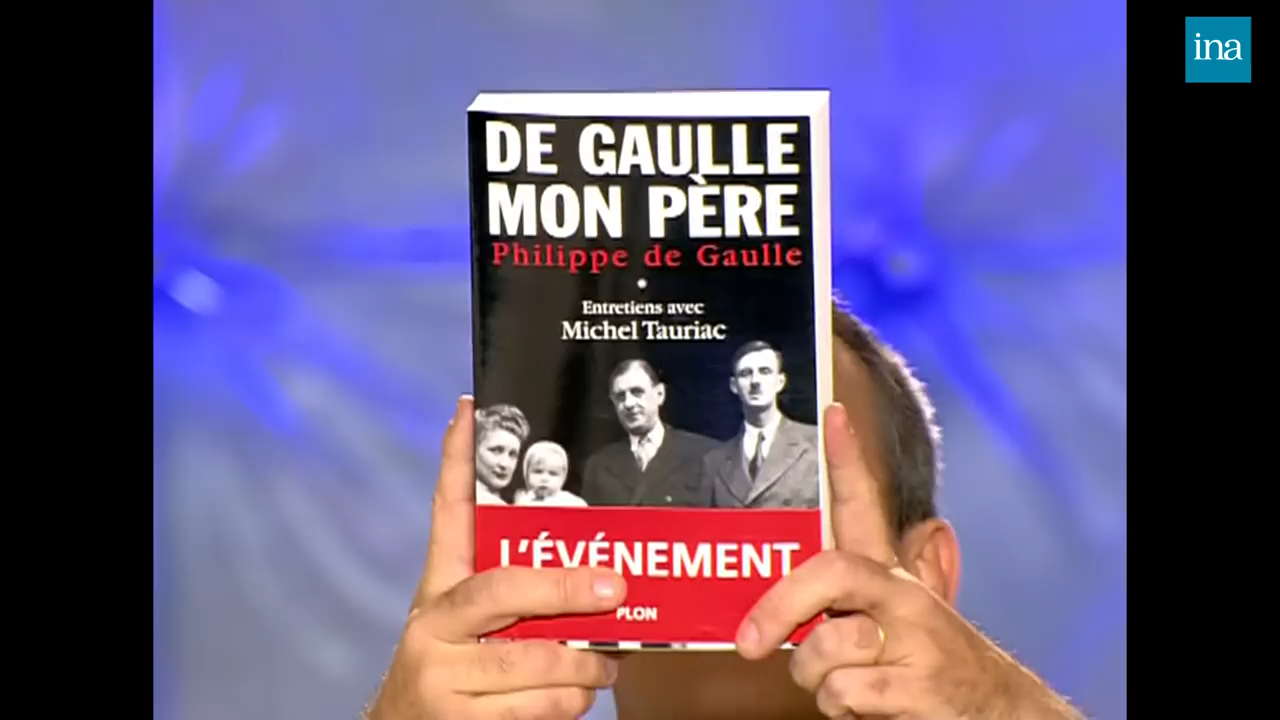 ina
DE GAULLE
MON PÈRE
Philippe de Gaulle
Entretiens avec
Michel Tauriac
L'ÉVÉNEMENT
PLON